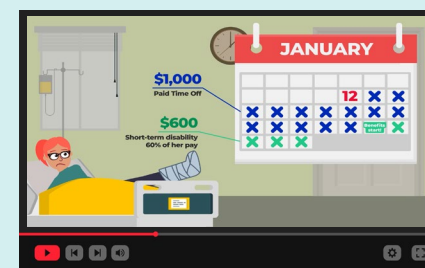 JANUARY
$1,000
Paid Time Off
12
$600
Short-term disability
60% of her pay
Benefits
start!